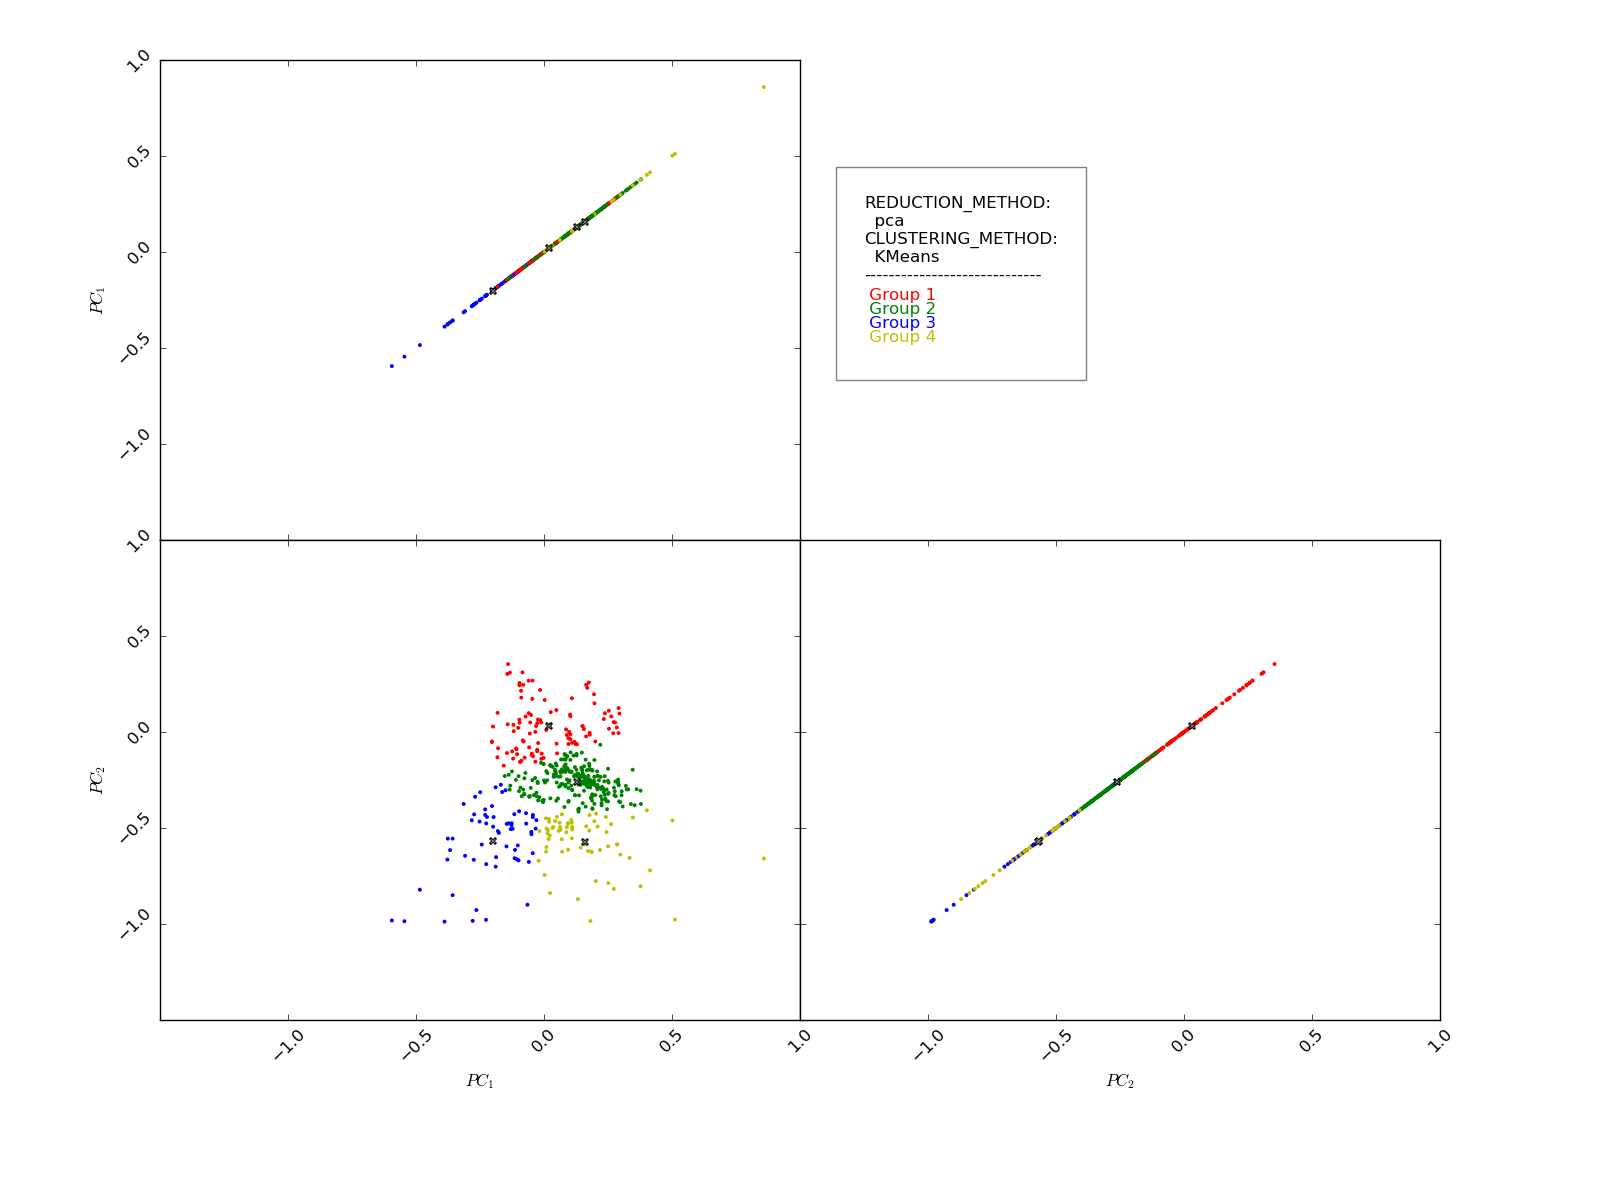 1.0
0.5
0.0
−0.5
−1.0
PC1
REDUCTION_METHOD:
pca
CLUSTERING_METHOD:
KMeans
------------------------------
Group 1
Group 2
Group 3
Group 4
1.0
0.5
0.0
−0.5
−1.0
PC2
−1.0 −0.5 0.0 0.5 1.0 −0.5 0.0 0.5 1.0
−1.0
PC1 PC2